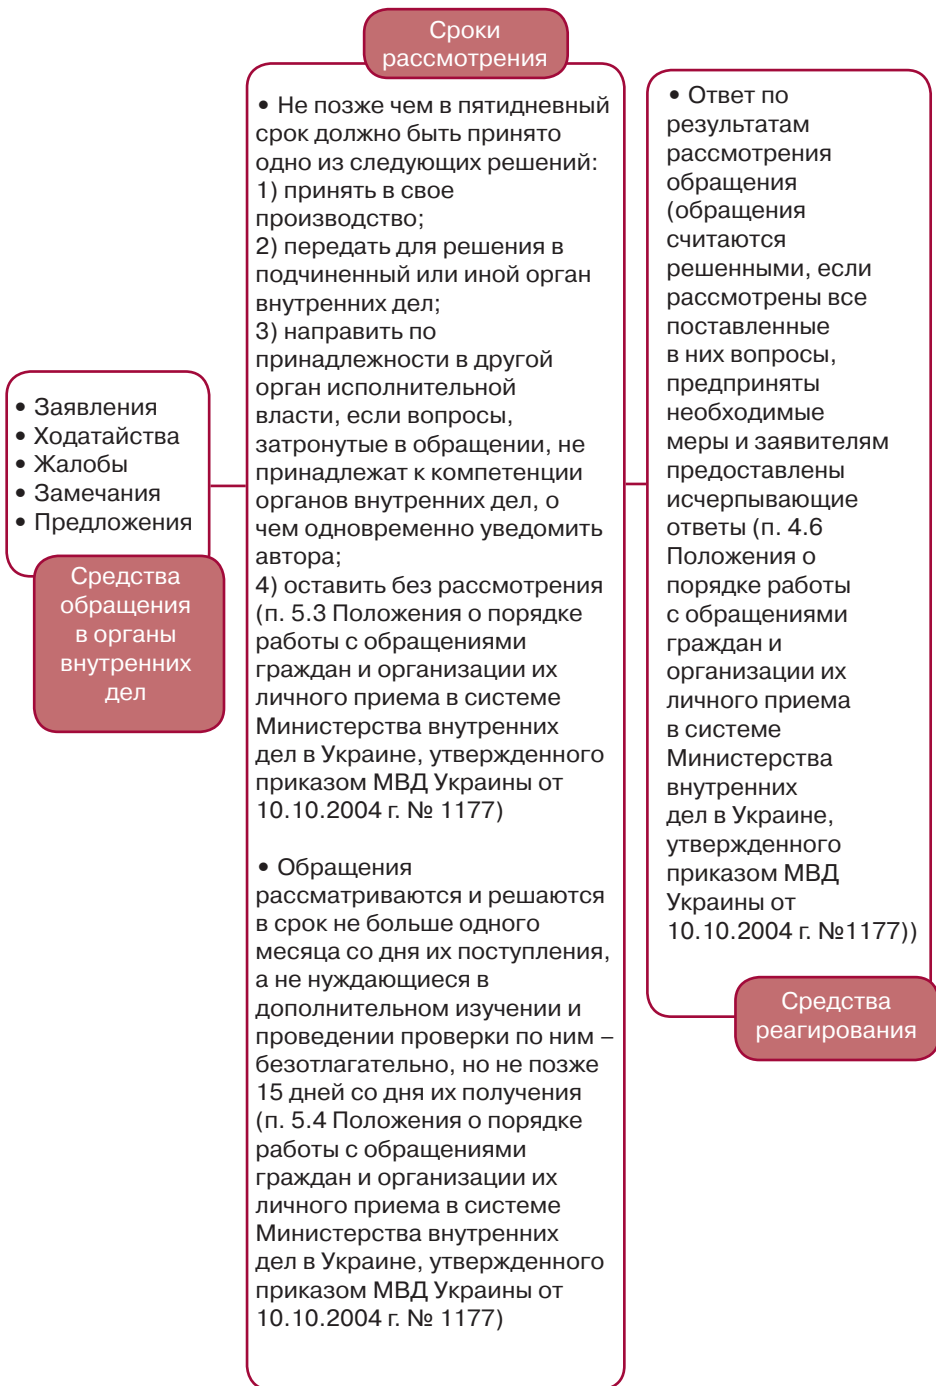 • Заявления
• Ходатайства
• Жалобы
• Замечания
• Предложения
Средства
обращения
в органы
внутренних
дел
Сроки
рассмотрения
• Не позже чем в пятидневный
срок должно быть принято
одно из следующих решений:
1) принять в свое
производство;
2) передать для решения в
подчиненный или иной орган
внутренних дел;
3) направить по
принадлежности в другой
орган исполнительной
власти, если вопросы,
затронутые в обращении, не
принадлежат к компетенции
органов внутренних дел, о
чем одновременно уведомить
автора;
4) оставить без рассмотрения
(п. 5.3 Положения о порядке
работы с обращениями
граждан и организации их
личного приема в системе
Министерства внутренних
дел в Украине, утвержденного
приказом МВД Украины от
10.10.2004 г. № 1177)
• Обращения
рассматриваются и решаются
в срок не больше одного
месяца со дня их поступления,
а не нуждающиеся в
дополнительном изучении и
проведении проверки по ним –
безотлагательно, но не позже
15 дней со дня их получения
(п. 5.4 Положения о порядке
работы с обращениями
граждан и организации их
личного приема в системе
Министерства внутренних
дел в Украине, утвержденного
приказом МВД Украины от
10.10.2004 г. № 1177)
• Ответ по
результатам
рассмотрения
обращения
(обращения
считаются
решенными, если
рассмотрены все
поставленные
в них вопросы,
предприняты
необходимые
меры и заявителям
предоставлены
исчерпывающие
ответы (п. 4.6
Положения о
порядке работы
с обращениями
граждан и
организации их
личного приема
в системе
Министерства
внутренних
дел в Украине,
утвержденного
приказом МВД
Украины от
10.10.2004 г. №1177))
Средства
реагирования